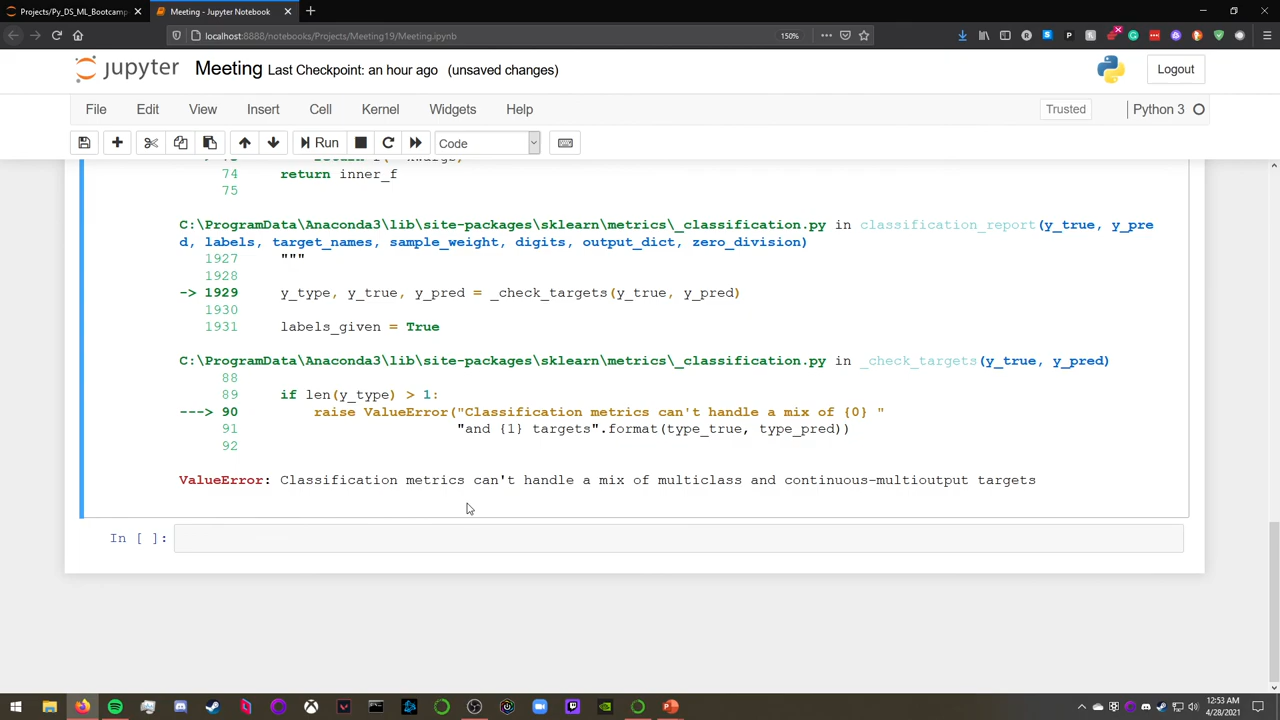 Projects/Py_DS_ML_Bootcamp
Meeting - Jupyter Notebook
localhost:8888/notebooks/Projects/Meeting19/Meeting.ipynb
150%
jupyter Meeting Last Checkpoint: an hour ago (unsaved changes)
Logout
File Edit View Insert Cell Kernel Widgets Help
Trusted
Python 3
Run
Code
74 return inner_f
75
C:\ProgramData\Anaconda3\lib\site-packages\sklearn\metrics\_classification.py in classification_report(y_true, y_pre
d, labels, target_names, sample_weight, digits, output_dict, zero_division)
1927 """
1928
-> 1929 y_type, y_true, y_pred = _check_targets(y_true, y_pred)
1930
1931 labels_given = True
C:\ProgramData\Anaconda3\lib\site-packages\sklearn\metrics\_classification.py in _check_targets(y_true, y_pred)
88
89 if len(y_type) > 1:
---> 90 raise ValueError("Classification metrics can't handle a mix of {0} "
91 "and {1} targets".format(type_true, type_pred))
92
ValueError: Classification metrics can't handle a mix of multiclass and continuous-multioutput targets
In [ ]:
12:53 AM
4/28/2021